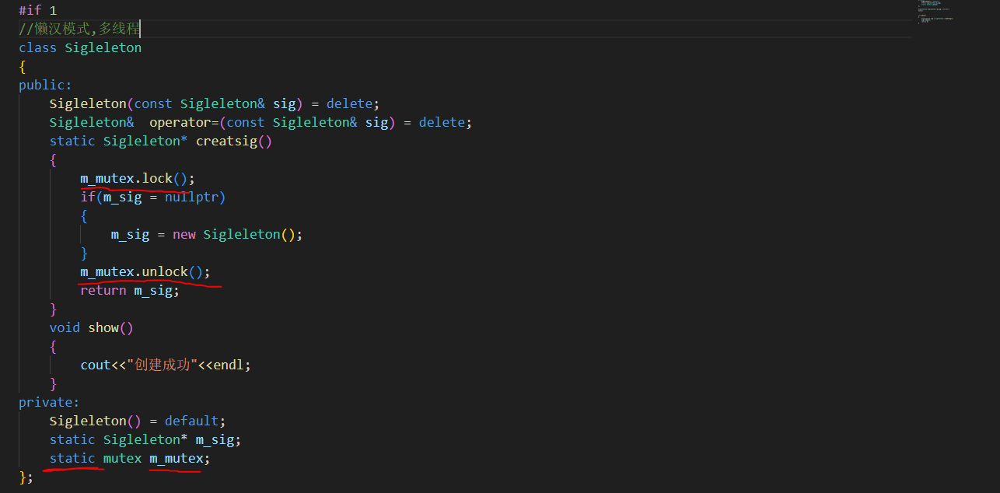 #if 1
//懒汉模式,多线程
class Sigleleton
{
public:
    Sigleleton(const Sigleleton& sig) = delete;
    Sigleleton&  operator=(const Sigleleton& sig) = delete;
    static Sigleleton* creatsig()
    {
        m_mutex.lock();
        if(m_sig = nullptr)
        {
            m_sig = new Sigleleton();
        }
        m_mutex.unlock();
        return m_sig;
    }
    void show()
    {
        cout<<"创建成功"<<endl;
    }
private:
    Sigleleton() = default;
    static Sigleleton* m_sig;
    static mutex m_mutex;
};